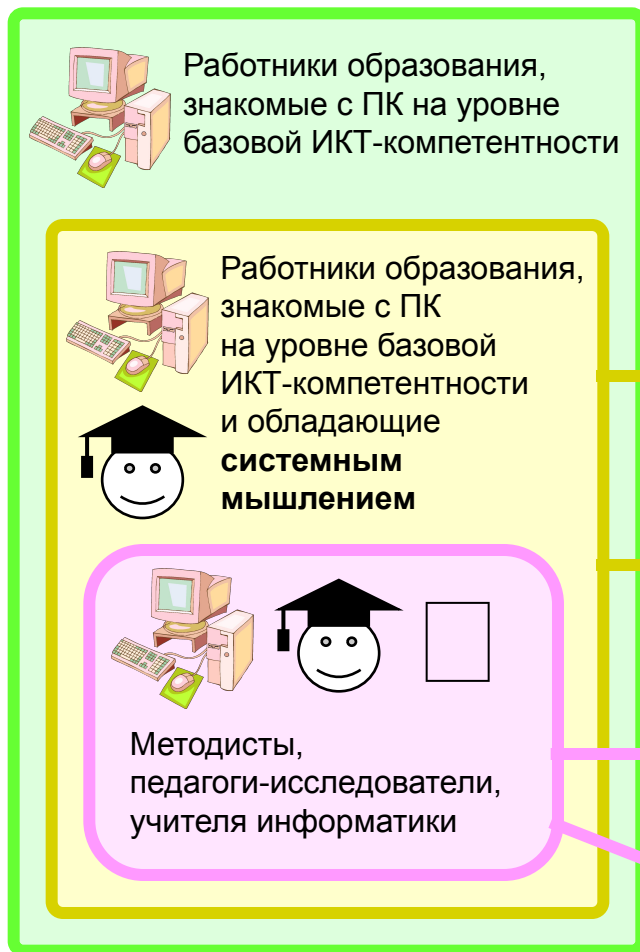 Работники образования,
знакомые с ПК на уровне
базовой ИКТ-компетентности
Работники образования,
знакомые с ПК
на уровне базовой
ИКТ-компетентности
и обладающие
системным
мышлением
Методисты,
педагоги-исследователи,
учителя информатики